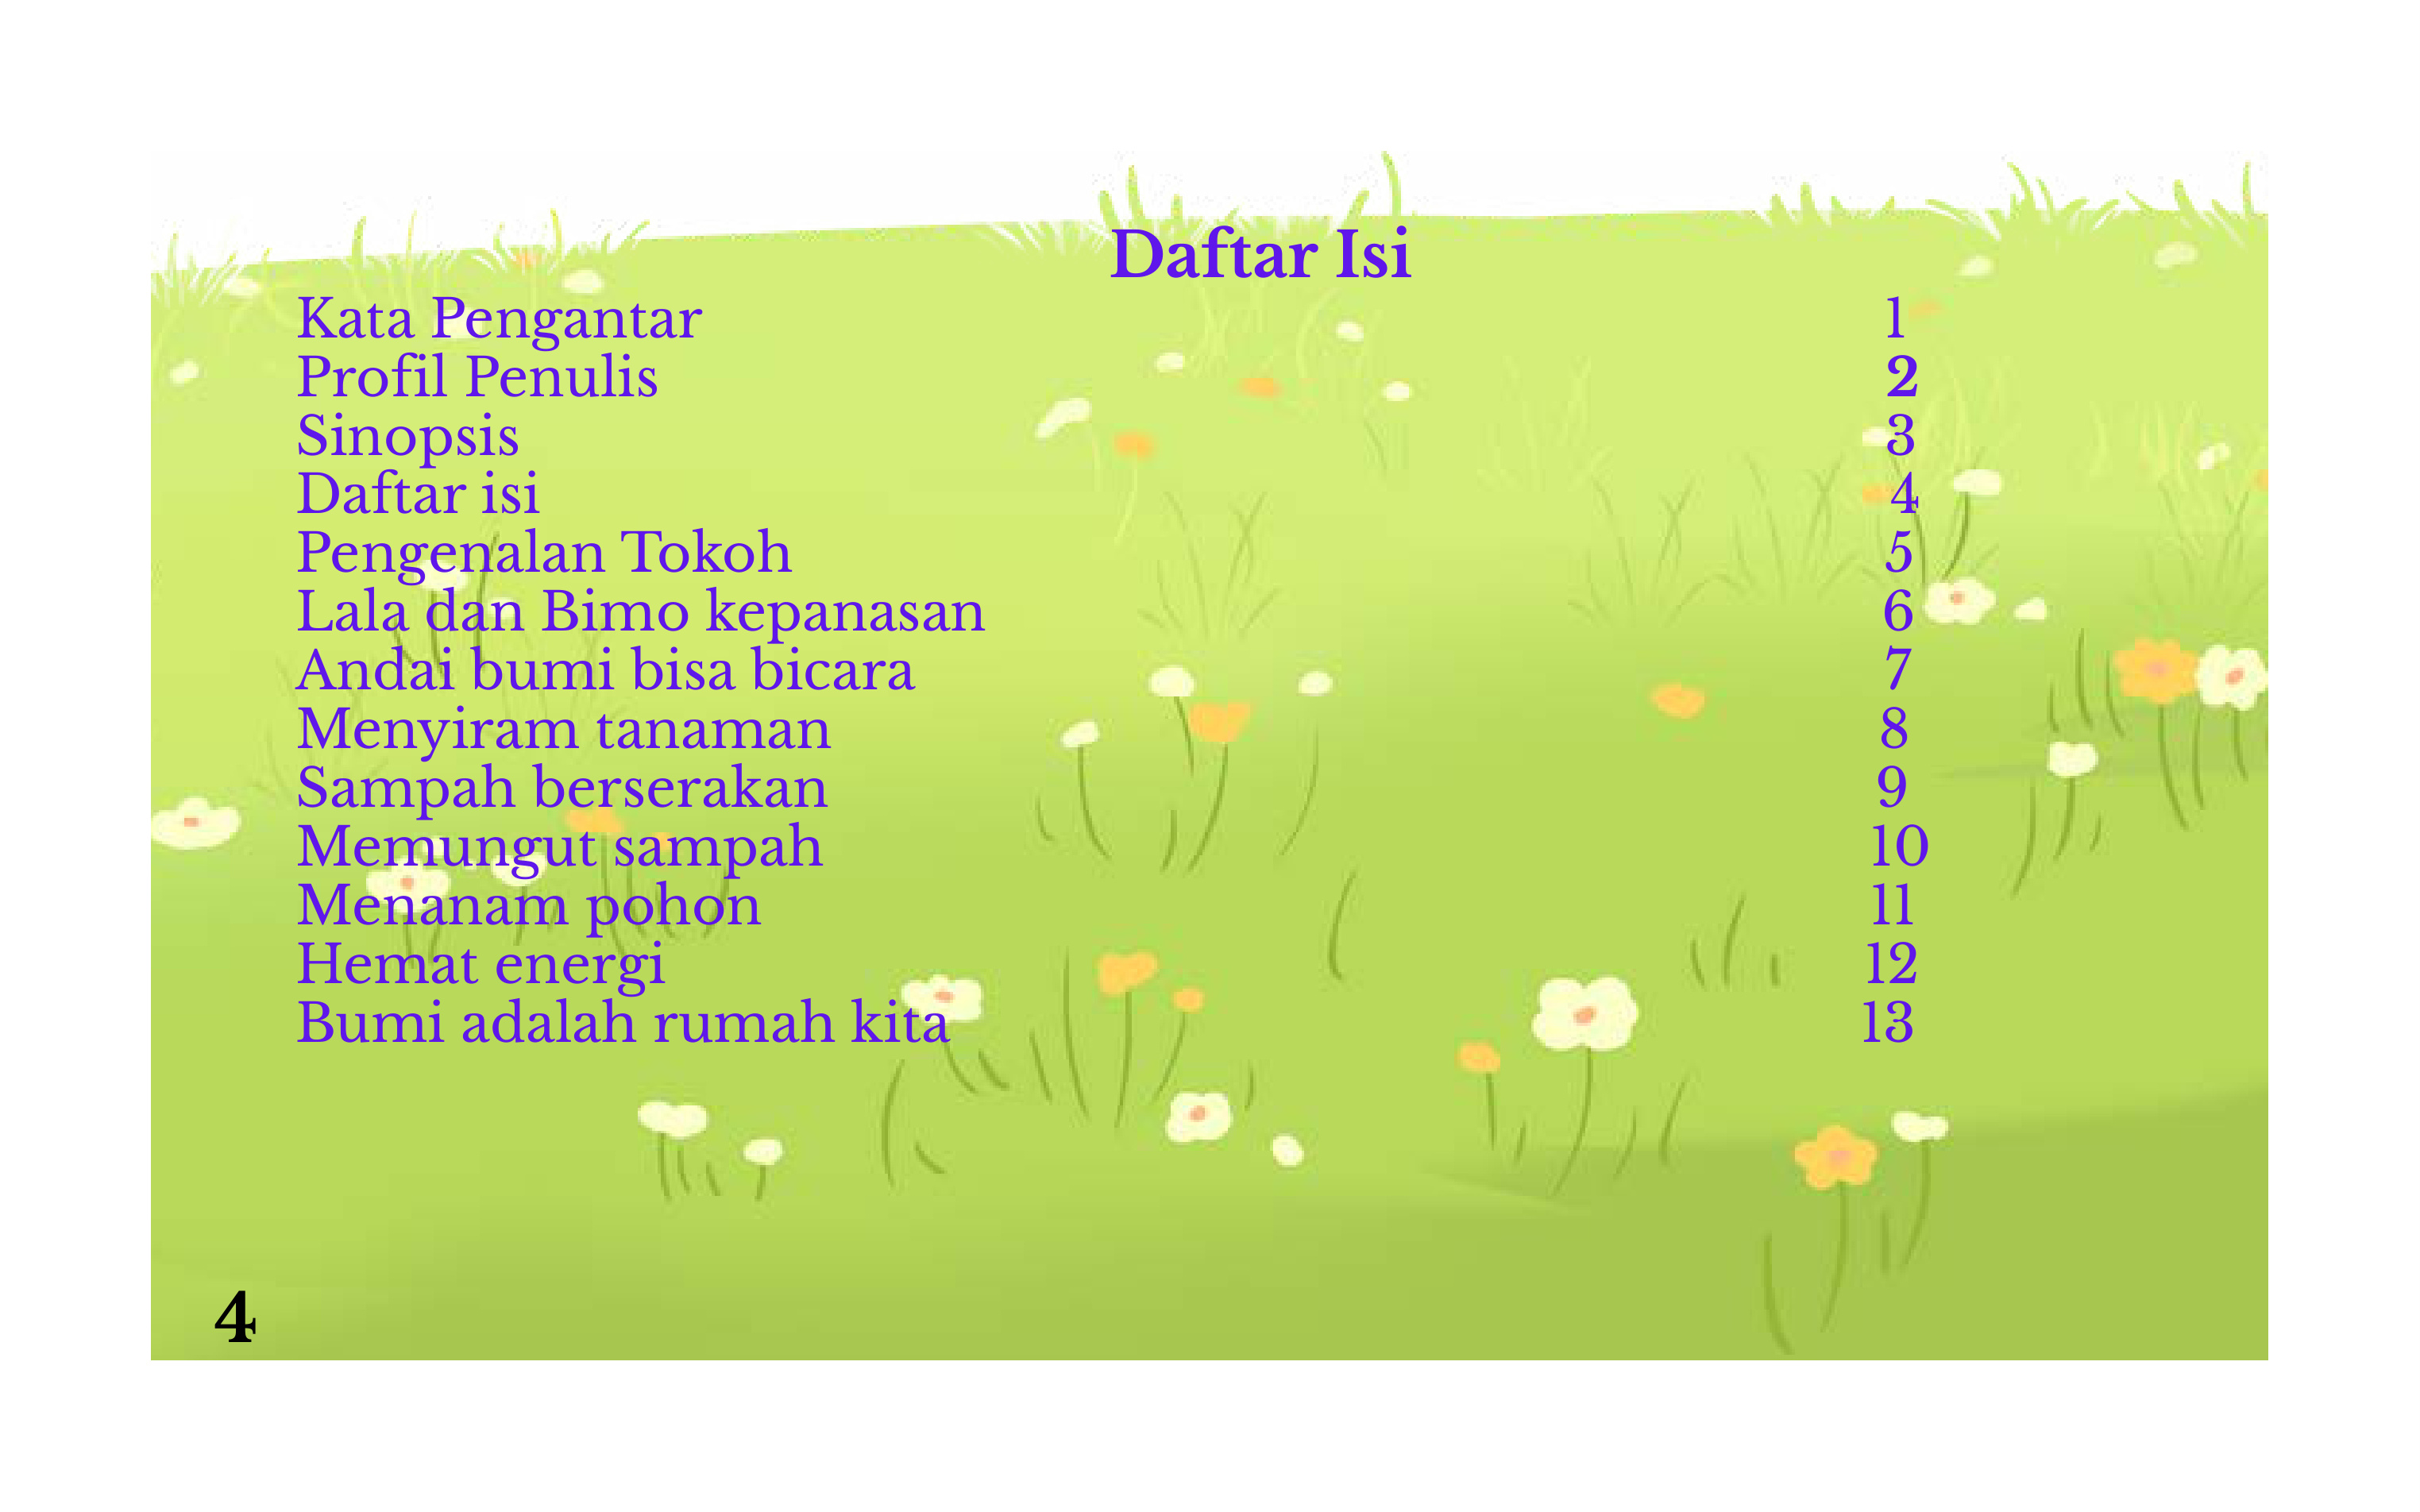 Daftar Isi
Kata Pengantar 1
Profil Penulis 2
Sinopsis 3
Daftar isi 4
Pengenalan Tokoh 5
Lala dan Bimo kepanasan 6
Andai bumi bisa bicara 7
Menyiram tanaman 8
Sampah berserakan 9
Memungut sampah 10
Menanam pohon 11
Hemat energi 12
Bumi adalah rumah kita 13
4